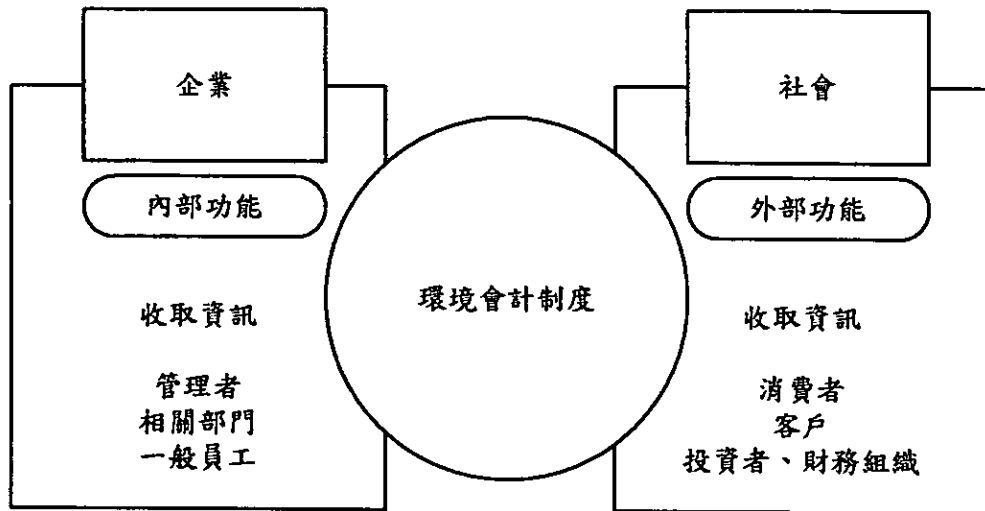 企業
內部功能
收取資訊
管理者
相關部門
一般員工
環境會計制度
社會
外部功能
收取資訊
消費者
客戶
投資者、財務組織